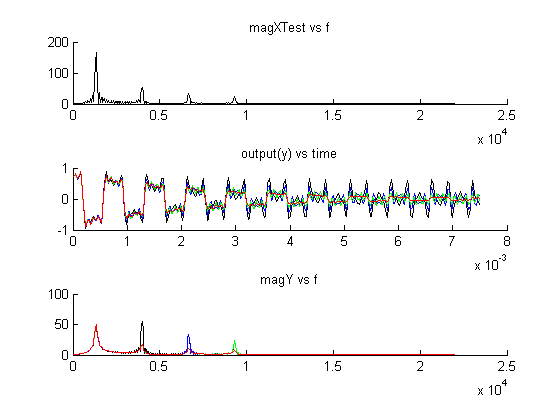 magXTest vs f
200
100
0
0 0.5 1 1.5 2 2.5
x 10^4
output(y) vs time
1
0
-1
0 1 2 3 4 5 6 7 8
x 10^-3
magY vs f
100
50
0
0 0.5 1 1.5 2 2.5
x 10^4